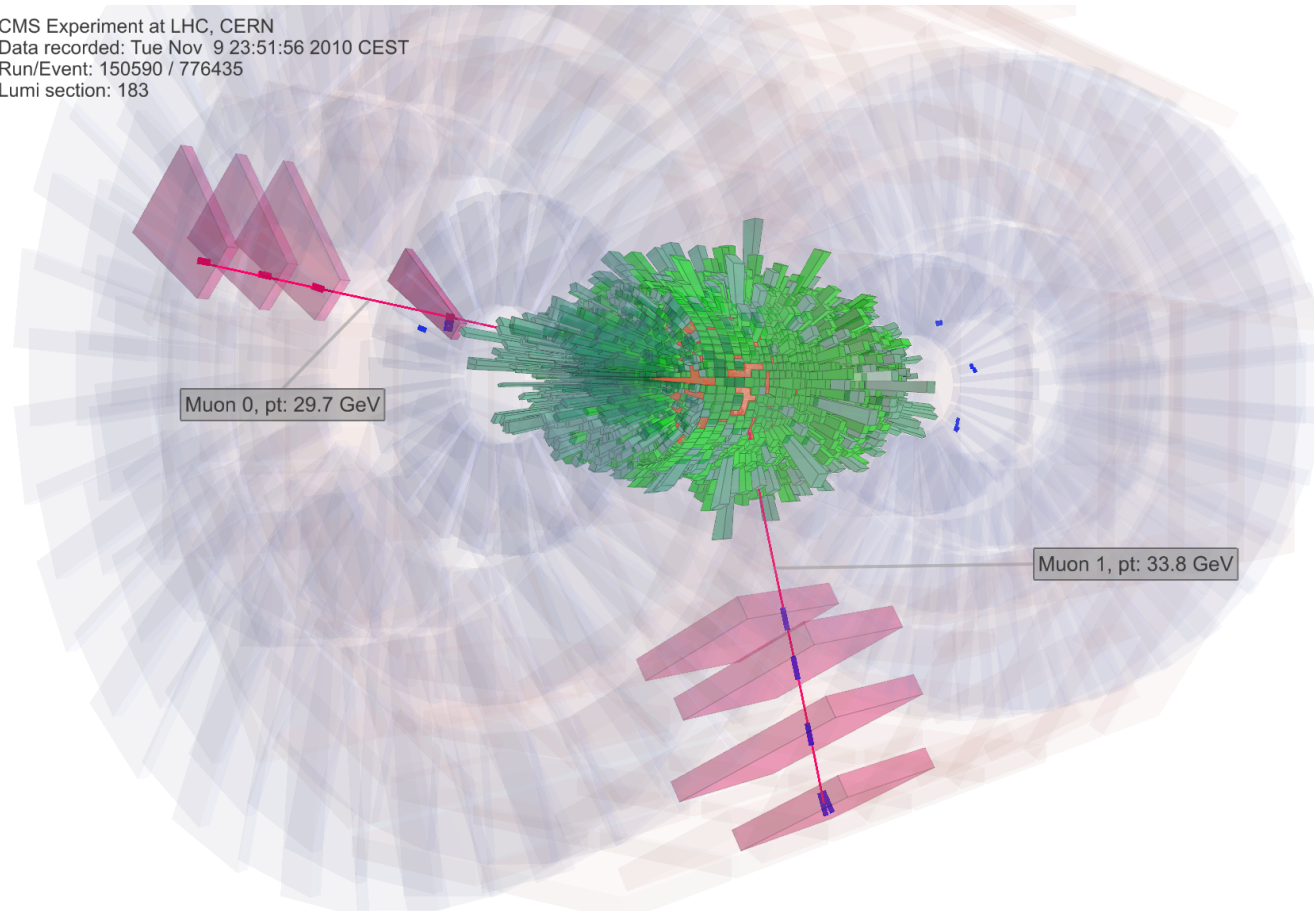 CMS Experiment at LHC, CERN
Data recorded: Tue Nov 9 23:51:56 2010 CEST
Run/Event: 150590 / 776435
Lumi section: 183
Muon 0, pt: 29.7 GeV
Muon 1, pt: 33.8 GeV